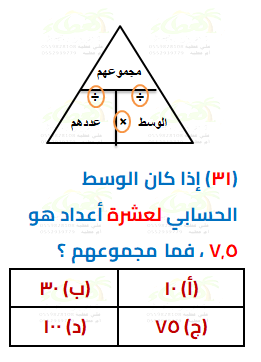 مجموعهم
÷ ÷
الوسط × عددهم
(٣١) إذا كان الوسط
الحسابي لعشرة أعداد هو
٧,٥ ، فما مجموعهم ؟
(أ) ١٠ (ب) ٣٠
(ج) ٧٥ (د) ١٠٠